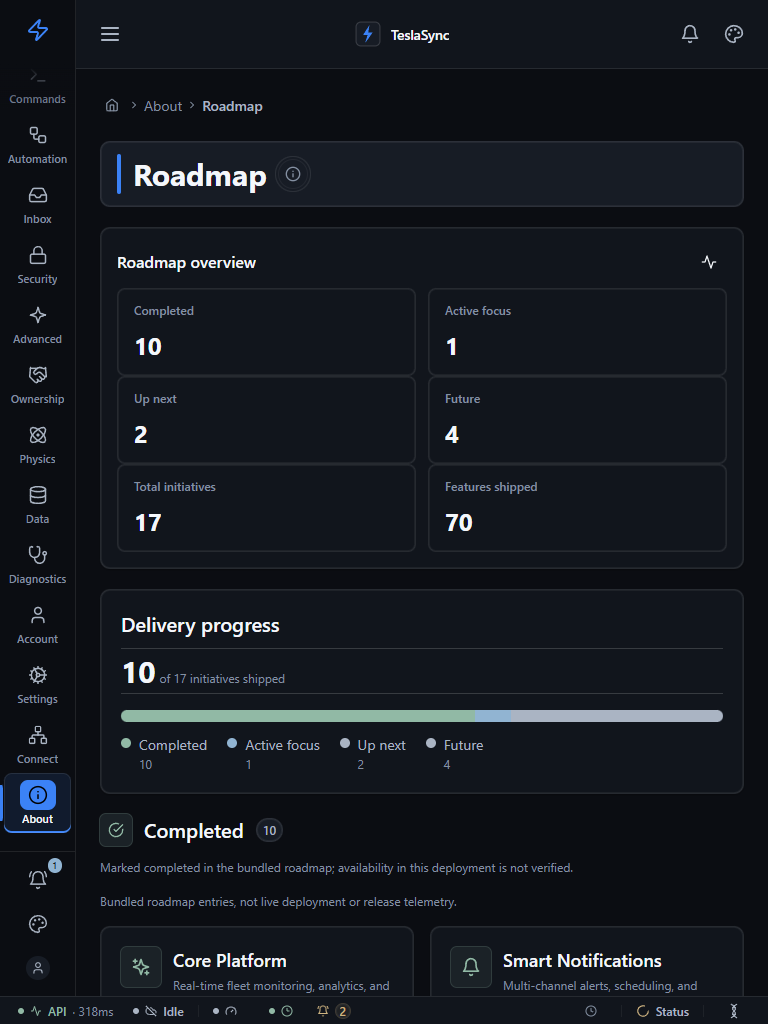 TeslaSync
Commands
Automation
Inbox
Security
Advanced
Ownership
Physics
Data
Diagnostics
Account
Settings
Connect
About
1
About
Roadmap
Roadmap
Roadmap overview
Completed
10
Active focus
1
Up next
2
Future
4
Total initiatives
17
Features shipped
70
Delivery progress
10 of 17 initiatives shipped
Completed
10
Active focus
1
Up next
2
Future
4
Completed 10
Marked completed in the bundled roadmap; availability in this deployment is not verified.
Bundled roadmap entries, not live deployment or release telemetry.
Core Platform
Real-time fleet monitoring, analytics, and
Smart Notifications
Multi-channel alerts, scheduling, and
API · 318ms
Idle
2
Status